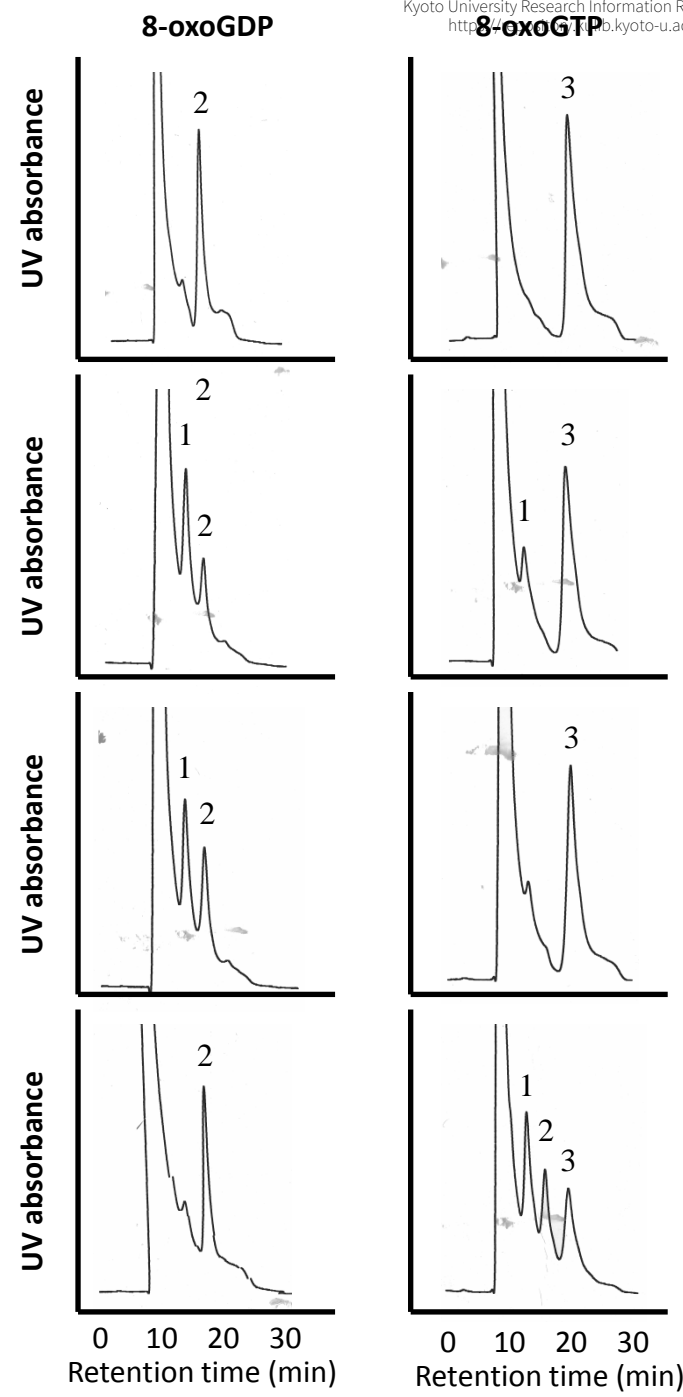 Kyoto University Research Information R
8-oxoGDP
8-oxoGTP
UV absorbance
2
3
UV absorbance
2
1
2
1
3
UV absorbance
1
2
3
UV absorbance
2
1
2
3
0 10 20 30
Retention time (min)
0 10 20 30
Retention time (min)